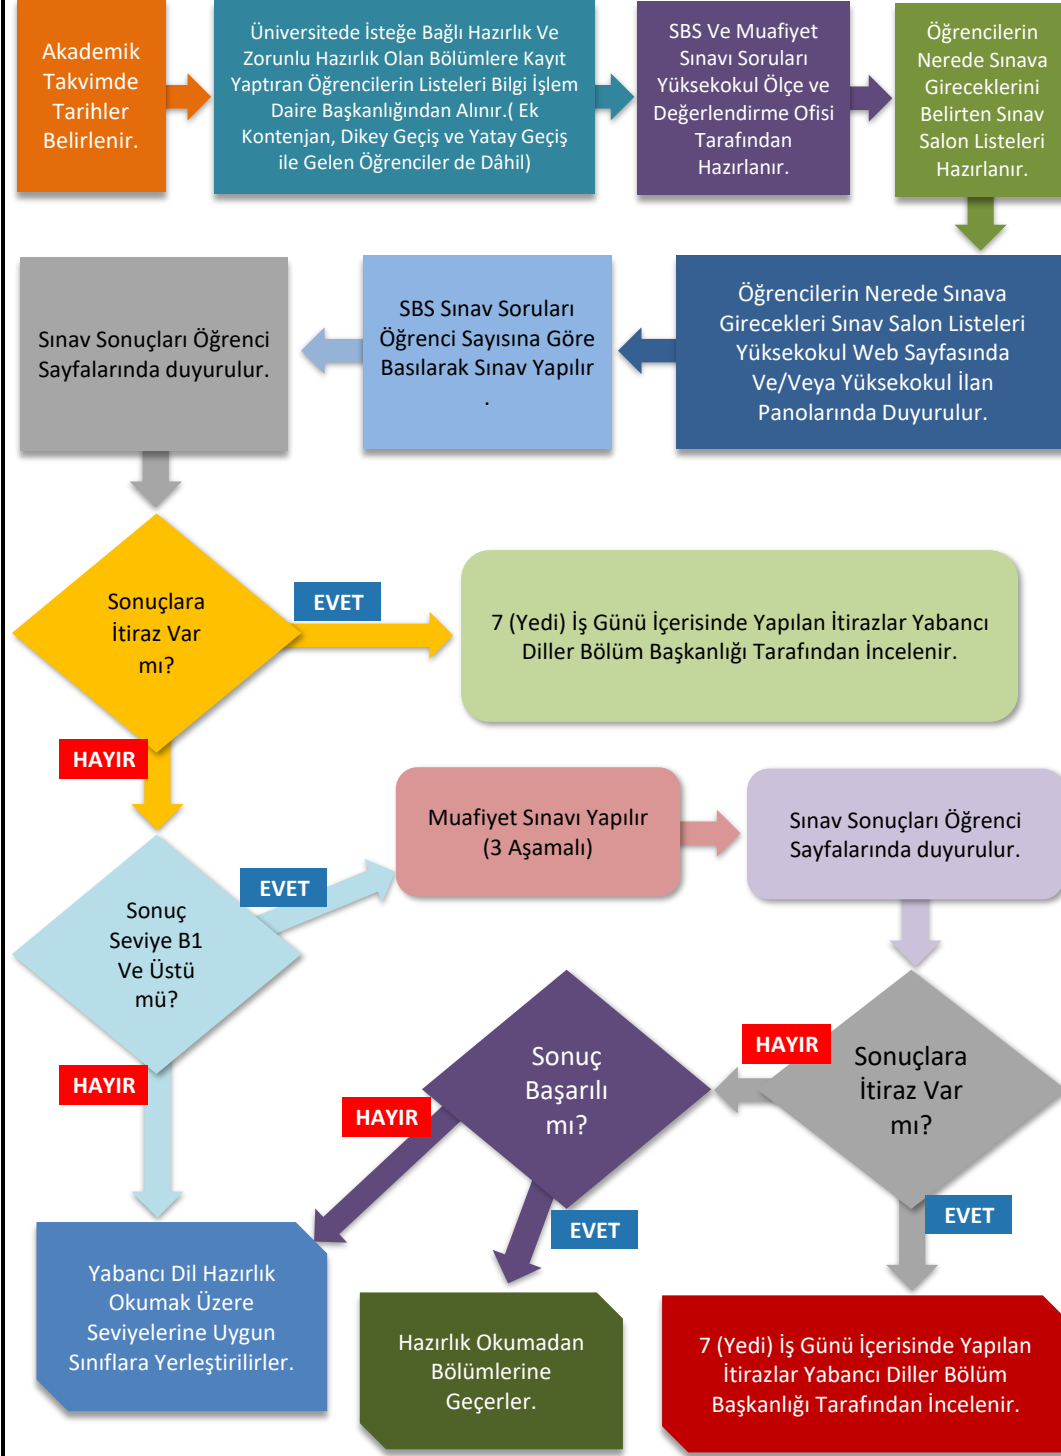 Akademik
Takvimde
Tarihler
Belirlenir.
Üniversitede İsteğe Bağlı Hazırlık Ve
Zorunlu Hazırlık Olan Bölümlere Kayıt
Yaptıran Öğrencilerin Listeleri Bilgi İşlem
Daire Başkanlığından Alınır.( Ek
Kontenjan, Dikey Geçiş ve Yatay Geçiş
ile Gelen Öğrenciler de Dâhil)
SBS Ve Muafiyet
Sınavı Soruları
Yüksekokul Ölçe ve
Değerlendirme Ofisi
Tarafından
Hazırlanır.
Öğrencilerin
Nerede Sınava
Gireceklerini
Belirten Sınav
Salon Listeleri
Hazırlanır.
Öğrencilerin Nerede Sınava
Girecekleri Sınav Salon Listeleri
Yüksekokul Web Sayfasında
Ve/Veya Yüksekokul İlan
Panolarında Duyurulur.
SBS Sınav Soruları
Öğrenci Sayısına Göre
Basılarak Sınav Yapılır
.
Sınav Sonuçları Öğrenci
Sayfalarında duyurulur.
Sonuçlara
İtiraz Var
mı?
EVET
7 (Yedi) İş Günü İçerisinde Yapılan İtirazlar Yabancı
Diller Bölüm Başkanlığı Tarafından İncelenir.
HAYIR
Sonuç
Seviye B1
Ve Üstü
mü?
EVET
Muafiyet Sınavı Yapılır
(3 Aşamalı)
Sınav Sonuçları Öğrenci
Sayfalarında duyurulur.
Sonuçlara
İtiraz Var
mı?
HAYIR
Sonuç
Başarılı
mı?
HAYIR
HAYIR
EVET
EVET
Yabancı Dil Hazırlık
Okumak Üzere
Seviyelerine Uygun
Sınıflara Yerleştirilirler.
Hazırlık Okumadan
Bölümlerine
Geçerler.
7 (Yedi) İş Günü İçerisinde Yapılan
İtirazlar Yabancı Diller Bölüm
Başkanlığı Tarafından İncelenir.